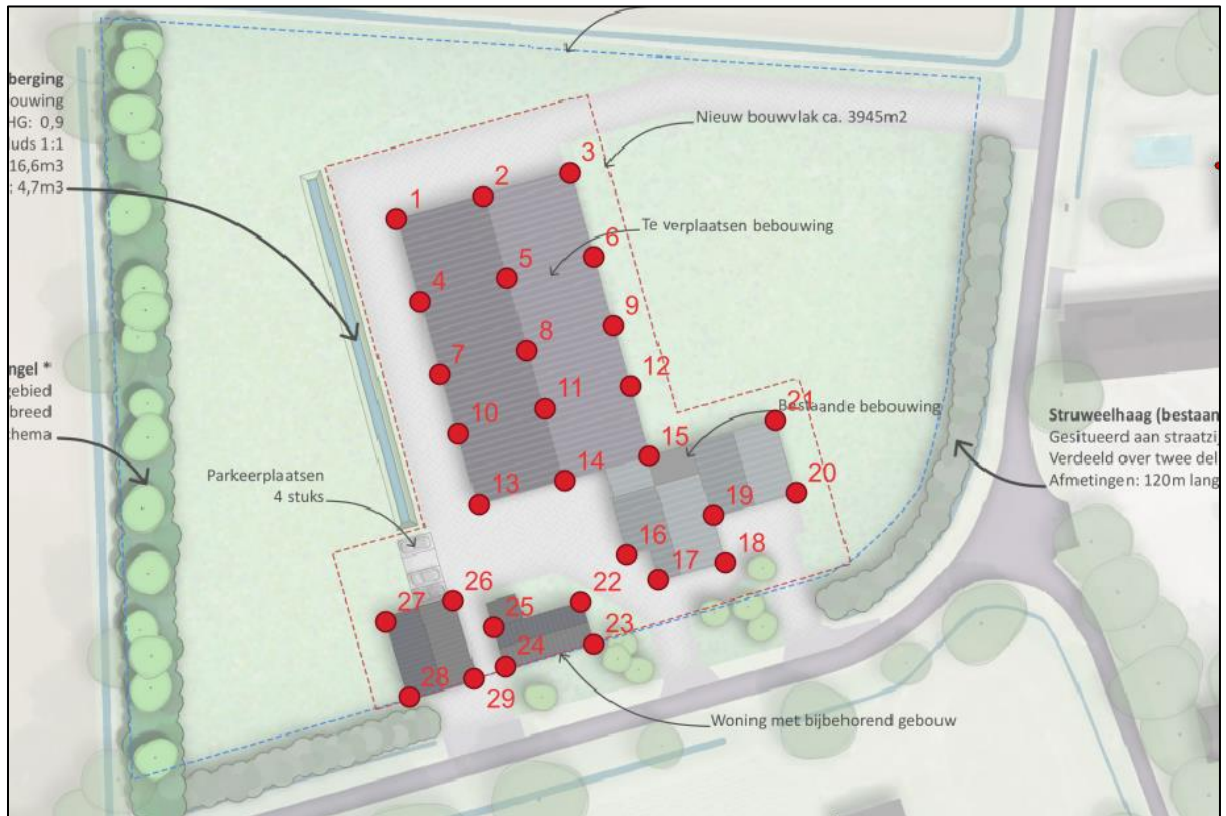 berging
ouwing
HG: 0,9
uds 1:1
16,6m3
: 4,7m3
Nieuw bouwvlak ca. 3945m2
Te verplaatsen bebouwing
ngel *
gebied
breed
chema
Bestaande bebouwing
Parkeerplaatsen
4 stuks
Struweelhaag (bestaan
Gesitueerd aan straatzi
Verdeeld over twee del
Afmetingen: 120m lang
Woning met bijbehorend gebouw
1
2
3
4
5
6
7
8
9
10
11
12
13
14
15
16
17
18
19
20
21
22
23
24
25
26
27
28
29